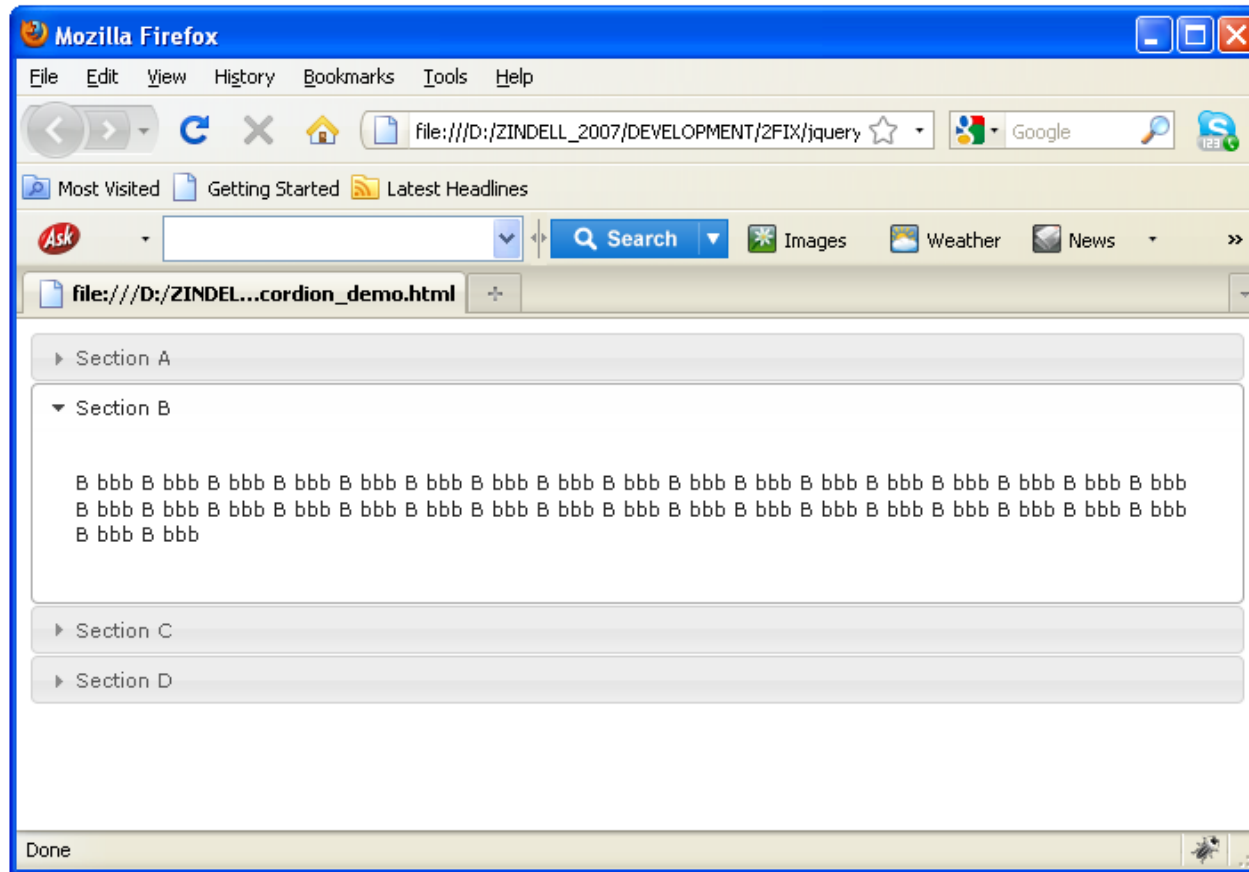 Mozilla Firefox
File Edit View History Bookmarks Tools Help
file:///D:/ZINDELL_2007/DEVELOPMENT/2FIX/jquery Google 123
Most Visited Getting Started Latest Headlines
Ask Search Images Weather News »
file:///D:/ZINDEL...cordion_demo.html
Section A
Section B
B bbb B bbb B bbb B bbb B bbb B bbb B bbb B bbb B bbb B bbb B bbb B bbb B bbb B bbb B bbb B bbb B bbb
B bbb B bbb B bbb B bbb B bbb B bbb B bbb B bbb B bbb B bbb B bbb B bbb B bbb B bbb B bbb B bbb B bbb
B bbb B bbb
Section C
Section D
Done